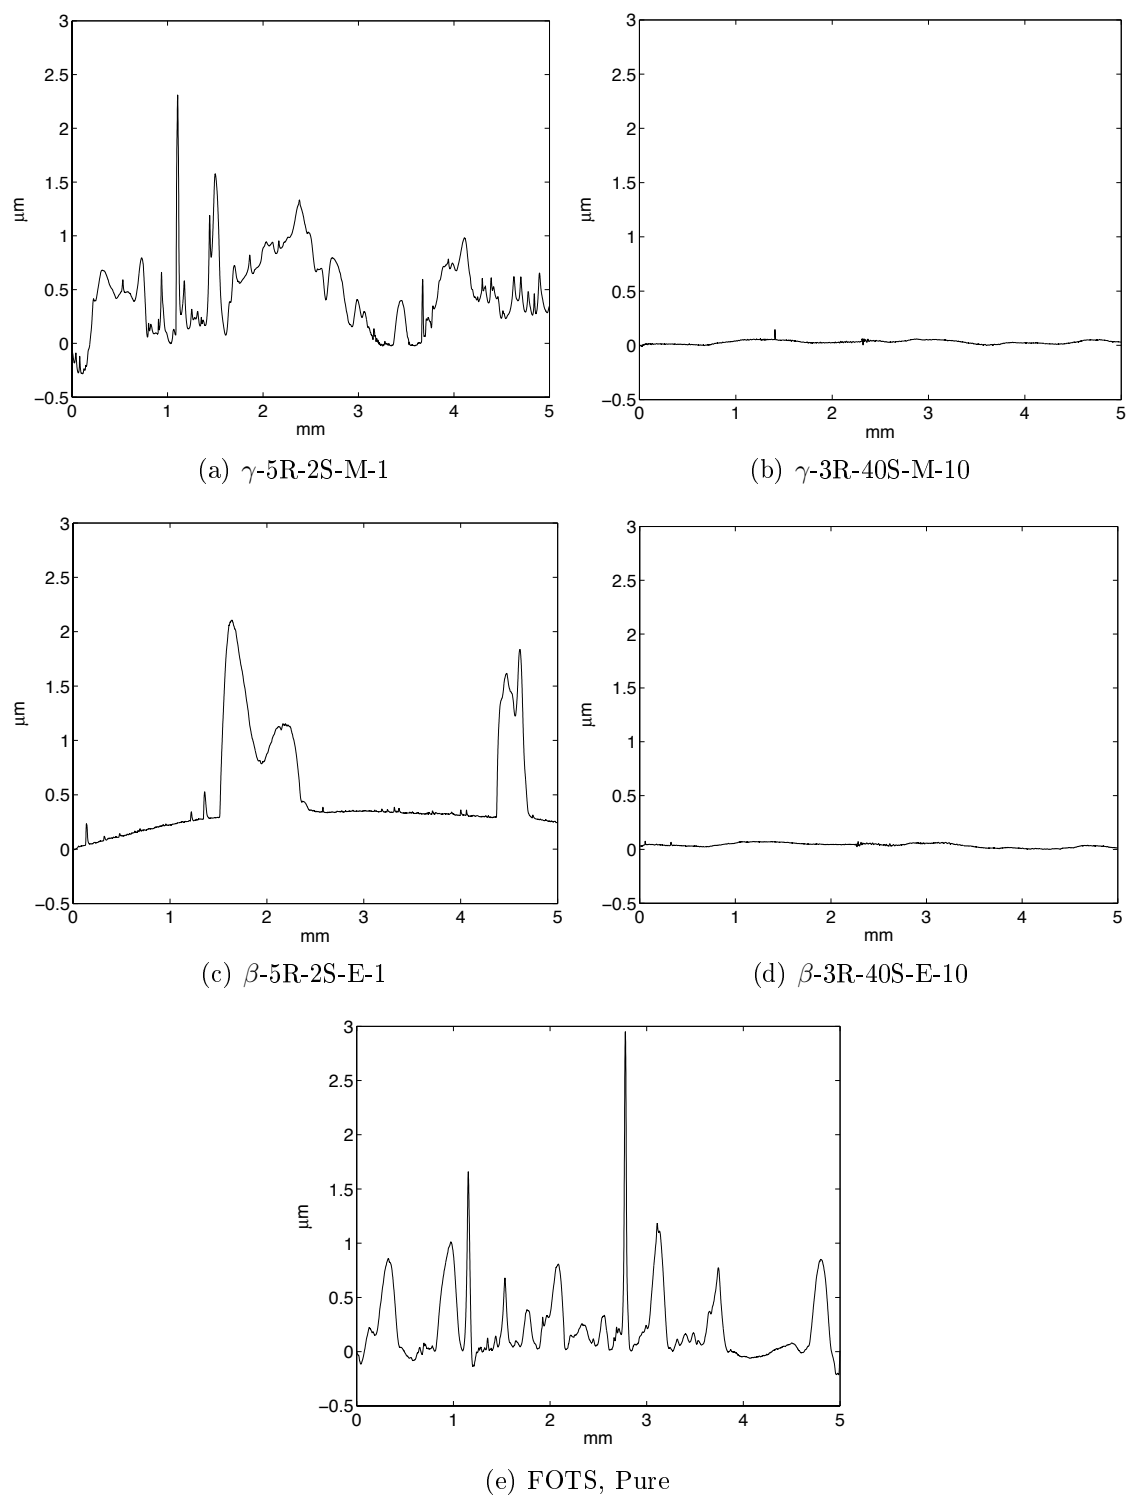 3
2.5
2
1.5
1
0.5
0
−0.5
μm
0 1 2 3 4 5
mm
(a) γ-5R-2S-M-1
3
2.5
2
1.5
1
0.5
0
−0.5
μm
0 1 2 3 4 5
mm
(b) γ-3R-40S-M-10
3
2.5
2
1.5
1
0.5
0
−0.5
μm
0 1 2 3 4 5
mm
(c) β-5R-2S-E-1
3
2.5
2
1.5
1
0.5
0
−0.5
μm
0 1 2 3 4 5
mm
(d) β-3R-40S-E-10
3
2.5
2
1.5
1
0.5
0
−0.5
μm
0 1 2 3 4 5
mm
(e) FOTS, Pure